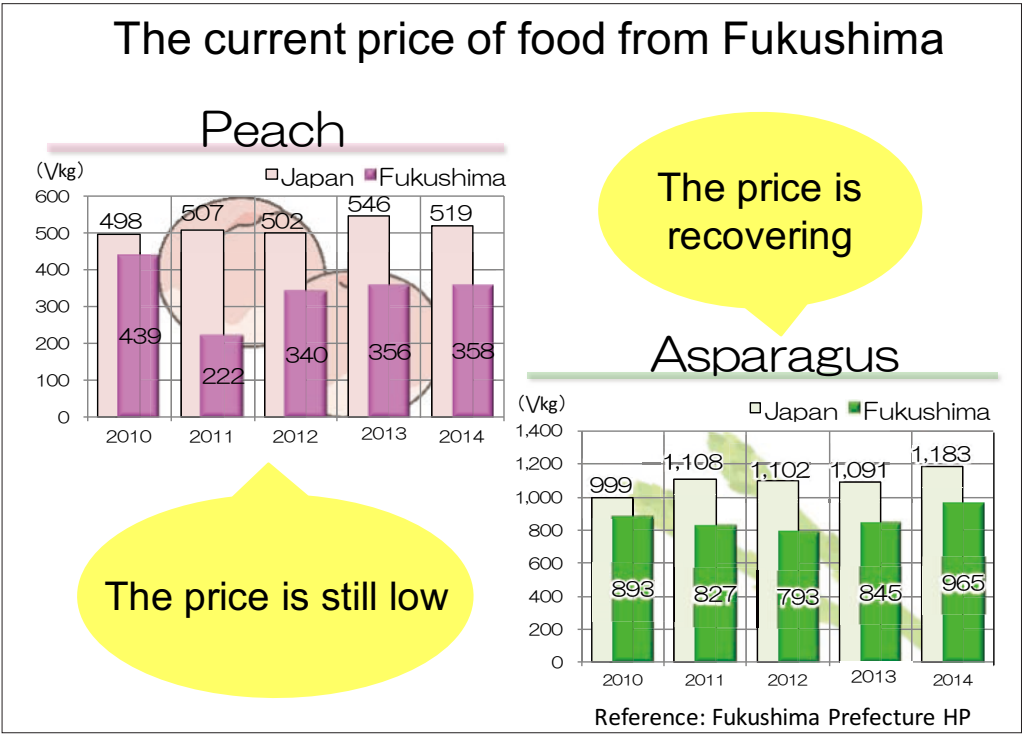 The current price of food from Fukushima
Peach
(\/kg)
Japan Fukushima
600
500
400
300
200
100
0
498
507
502
546
519
439
222
340
356
358
2010 2011 2012 2013 2014
The price is still low
The price is
recovering
Asparagus
(\/kg)
Japan Fukushima
1,400
1,200
1,000
800
600
400
200
0
999
1,108
1,102
1,091
1,183
893
827
793
845
965
2010 2011 2012 2013 2014
Reference: Fukushima Prefecture HP